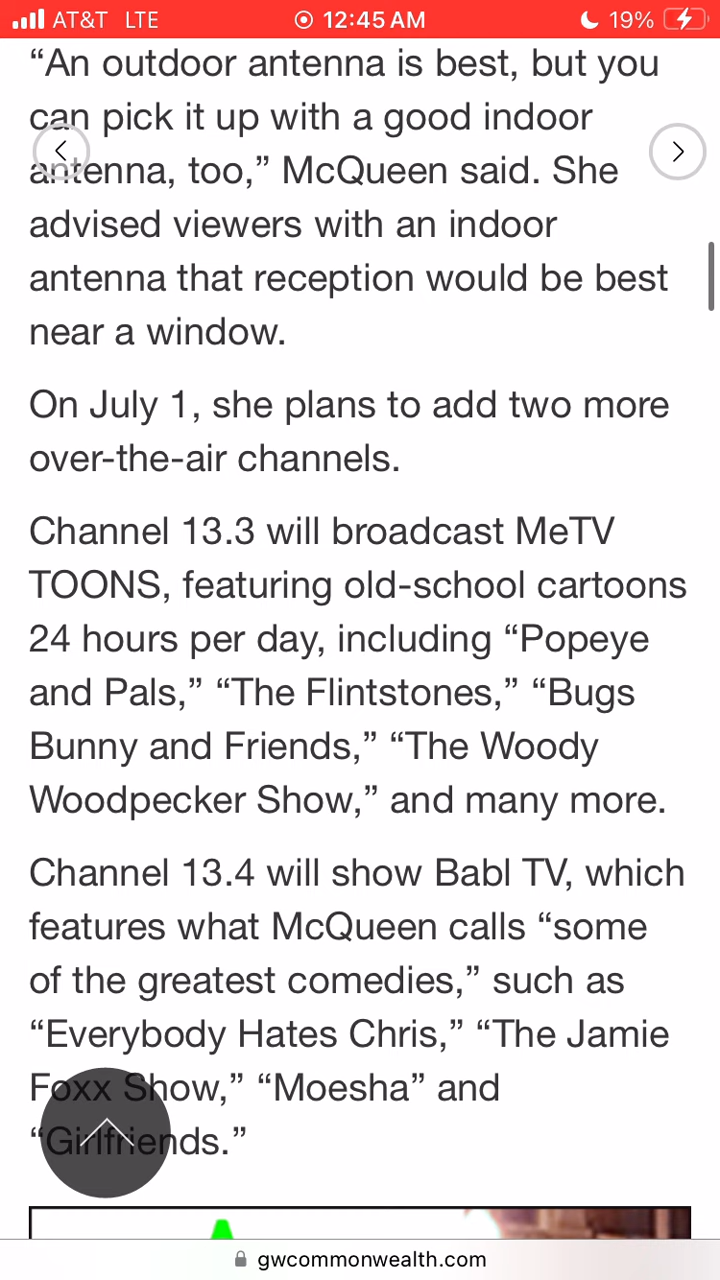 AT&T LTE 12:45 AM 19%
“An outdoor antenna is best, but you
can pick it up with a good indoor
antenna, too,” McQueen said. She
advised viewers with an indoor
antenna that reception would be best
near a window.
On July 1, she plans to add two more
over-the-air channels.
Channel 13.3 will broadcast MeTV
TOONS, featuring old-school cartoons
24 hours per day, including “Popeye
and Pals,” “The Flintstones,” “Bugs
Bunny and Friends,” “The Woody
Woodpecker Show,” and many more.
Channel 13.4 will show Babl TV, which
features what McQueen calls “some
of the greatest comedies,” such as
“Everybody Hates Chris,” “The Jamie
Foxx Show,” “Moesha” and
“Girlfriends.”
gwcommonwealth.com